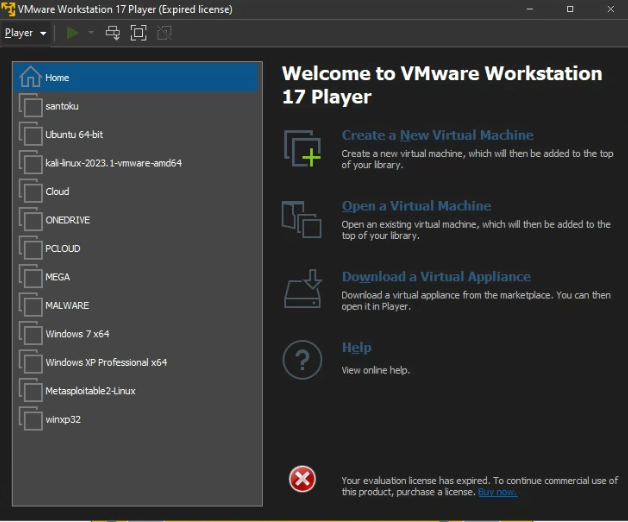 VMware Workstation 17 Player (Expired license)
Player
Home
santoku
Ubuntu 64-bit
kali-linux-2023.1-vmware-amd64
Cloud
ONEDRIVE
PCLOUD
MEGA
MALWARE
Windows 7 x64
Windows XP Professional x64
Metasploitable2-Linux
winxp32
Welcome to VMware Workstation
17 Player
Create a New Virtual Machine
Create a new virtual machine, which will then be added to the top
of your library.
Open a Virtual Machine
Open an existing virtual machine, which will then be added to the
top of your library.
Download a Virtual Appliance
Download a virtual appliance from the marketplace. You can then
open it in Player.
Help
View online help.
Your evaluation license has expired. To continue commercial use of
this product, purchase a license. Buy now.